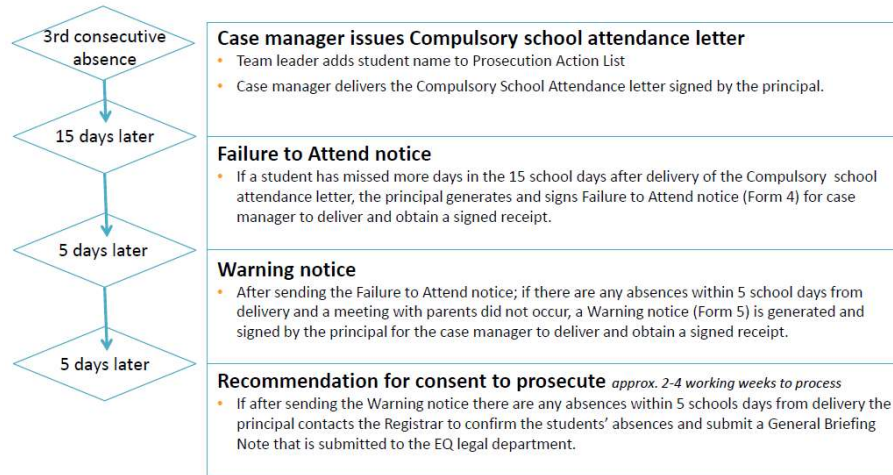 3rd consecutive
absence
Case manager issues Compulsory school attendance letter
• Team leader adds student name to Prosecution Action List
• Case manager delivers the Compulsory School Attendance letter signed by the principal.
15 days later
Failure to Attend notice
• If a student has missed more days in the 15 school days after delivery of the Compulsory school
attendance letter, the principal generates and signs Failure to Attend notice (Form 4) for case
manager to deliver and obtain a signed receipt.
5 days later
Warning notice
• After sending the Failure to Attend notice; if there are any absences within 5 school days from
delivery and a meeting with parents did not occur, a Warning notice (Form 5) is generated and
signed by the principal for the case manager to deliver and obtain a signed receipt.
5 days later
Recommendation for consent to prosecute approx. 2-4 working weeks to process
• If after sending the Warning notice there are any absences within 5 schools days from delivery the
principal contacts the Registrar to confirm the students' absences and submit a General Briefing
Note that is submitted to the EQ legal department.